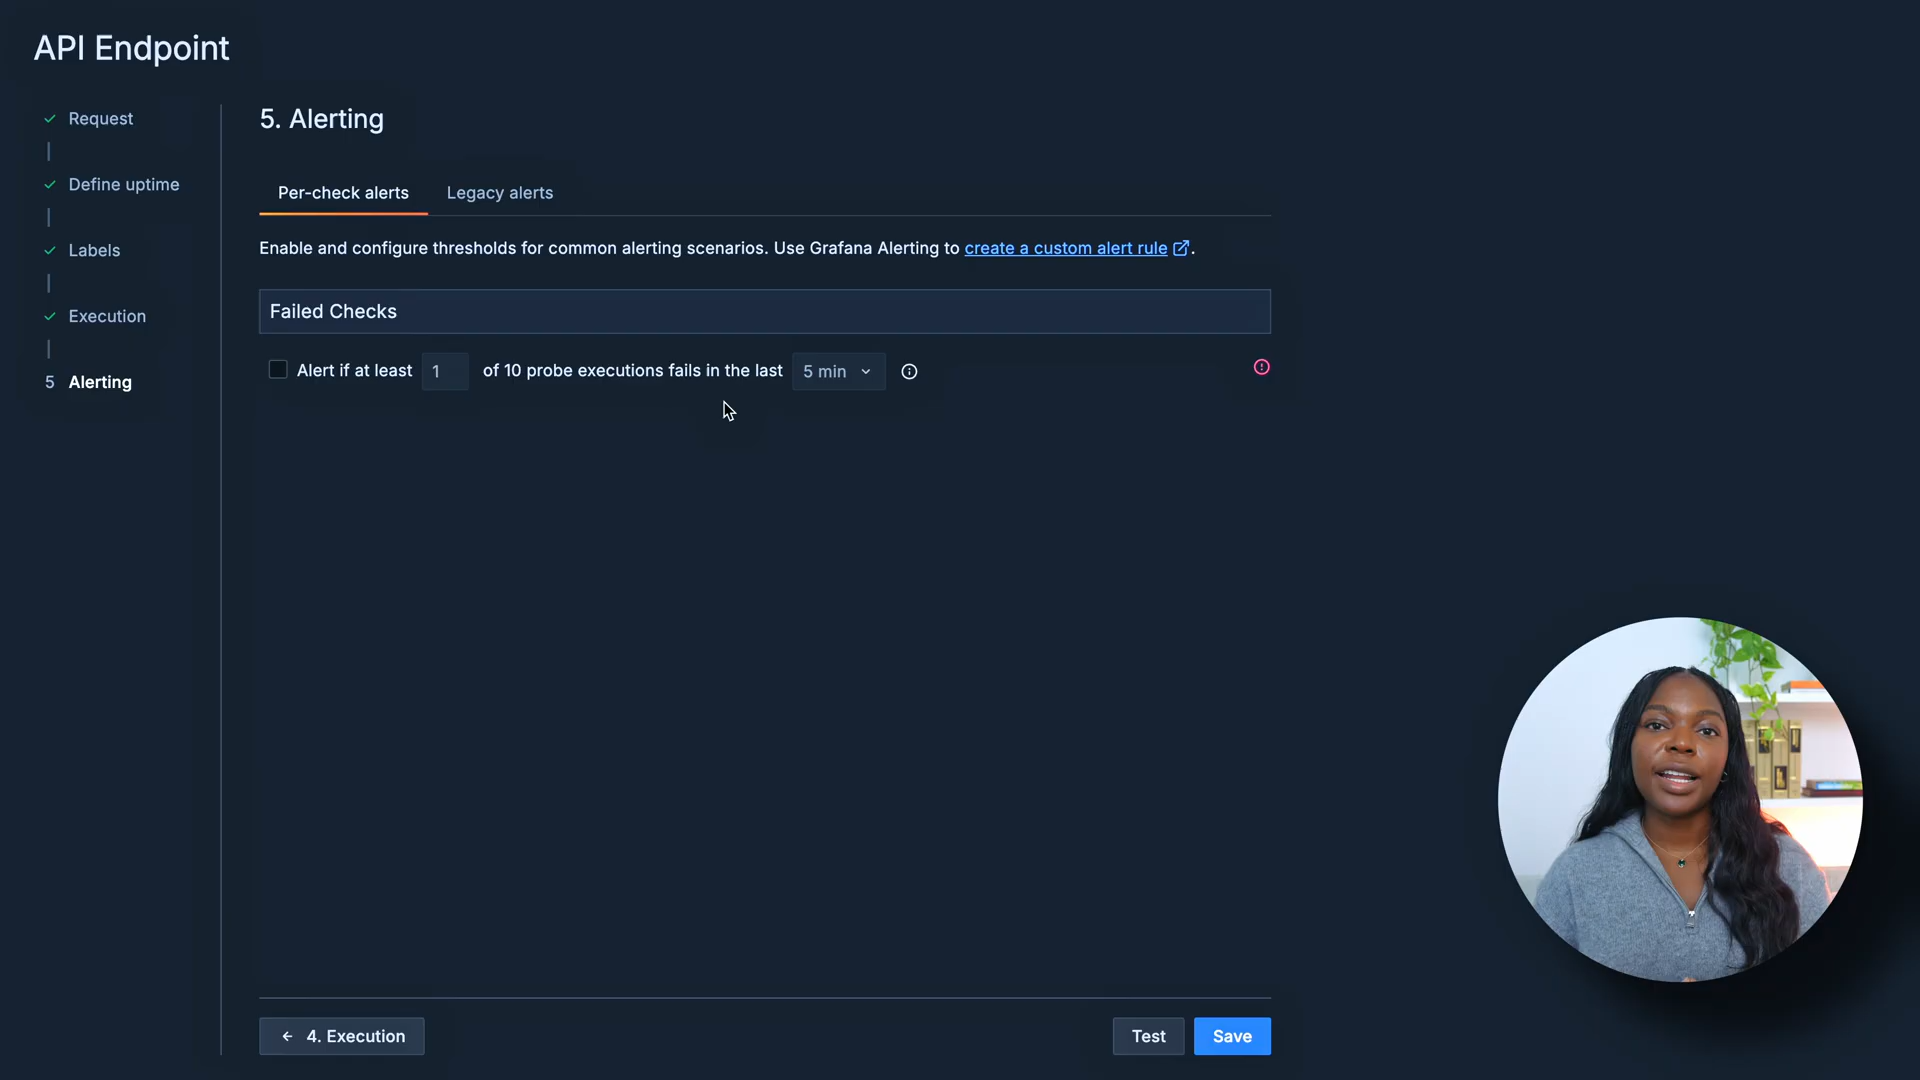 API Endpoint
Request
Define uptime
Labels
Execution
5 Alerting
5. Alerting
Per-check alerts Legacy alerts
Enable and configure thresholds for common alerting scenarios. Use Grafana Alerting to create a custom alert rule.
Failed Checks
Alert if at least 1 of 10 probe executions fails in the last 5 min
← 4. Execution Test Save